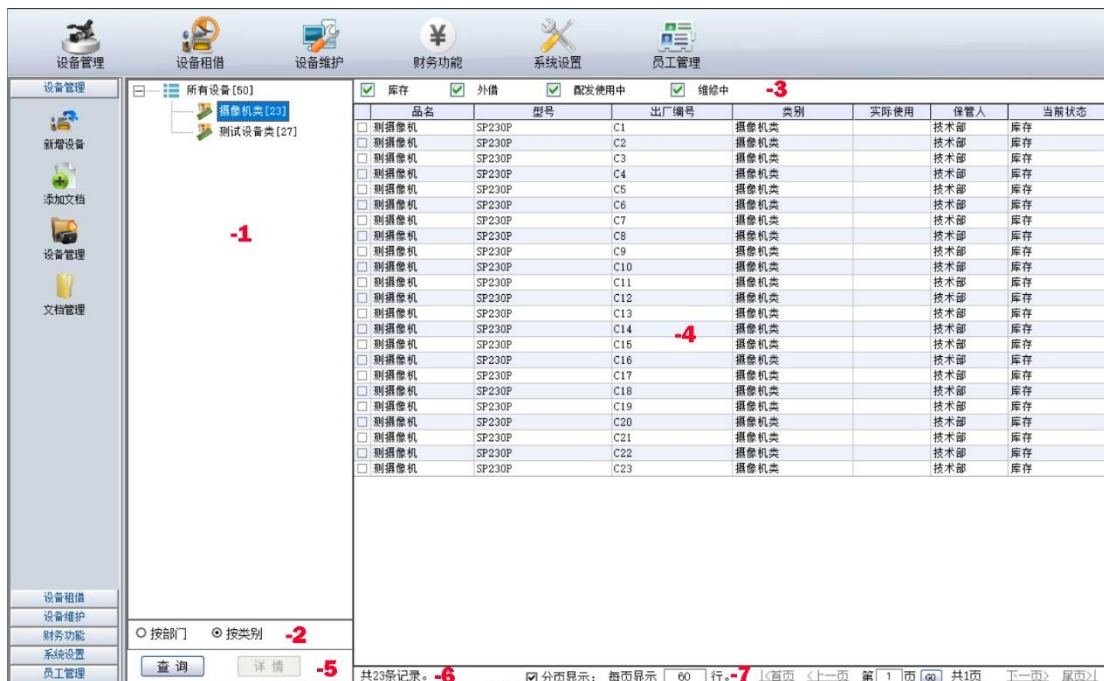 设备管理 设备租借 设备维护 财务功能 系统设置 员工管理
设备管理
新增设备
添加文档
设备管理
文档管理
设备租借
设备维护
财务功能
系统设置
员工管理
所有设备[50]
摄像机类[23]
测试设备类[27]
-1
按部门 按类别 -2
查 询 详 情 -5
库存 外借 配发使用中 维修中 -3
品名 型号 出厂编号 类别 实际使用 保管人 当前状态
测摄像机 SP230P C1 摄像机类 技术部 库存
测摄像机 SP230P C2 摄像机类 技术部 库存
测摄像机 SP230P C3 摄像机类 技术部 库存
测摄像机 SP230P C4 摄像机类 技术部 库存
测摄像机 SP230P C5 摄像机类 技术部 库存
测摄像机 SP230P C6 摄像机类 技术部 库存
测摄像机 SP230P C7 摄像机类 技术部 库存
测摄像机 SP230P C8 摄像机类 技术部 库存
测摄像机 SP230P C9 摄像机类 技术部 库存
测摄像机 SP230P C10 摄像机类 技术部 库存
测摄像机 SP230P C11 摄像机类 技术部 库存
测摄像机 SP230P C12 摄像机类 技术部 库存
测摄像机 SP230P C13 摄像机类 技术部 库存
测摄像机 SP230P C14 -4 摄像机类 技术部 库存
测摄像机 SP230P C15 摄像机类 技术部 库存
测摄像机 SP230P C16 摄像机类 技术部 库存
测摄像机 SP230P C17 摄像机类 技术部 库存
测摄像机 SP230P C18 摄像机类 技术部 库存
测摄像机 SP230P C19 摄像机类 技术部 库存
测摄像机 SP230P C20 摄像机类 技术部 库存
测摄像机 SP230P C21 摄像机类 技术部 库存
测摄像机 SP230P C22 摄像机类 技术部 库存
测摄像机 SP230P C23 摄像机类 技术部 库存
共23条记录。 -6 分页显示： 每页显示 60 行。 -7 |<首页 <上一页 第 1 页 GO 共1页 下一页> 尾页>|